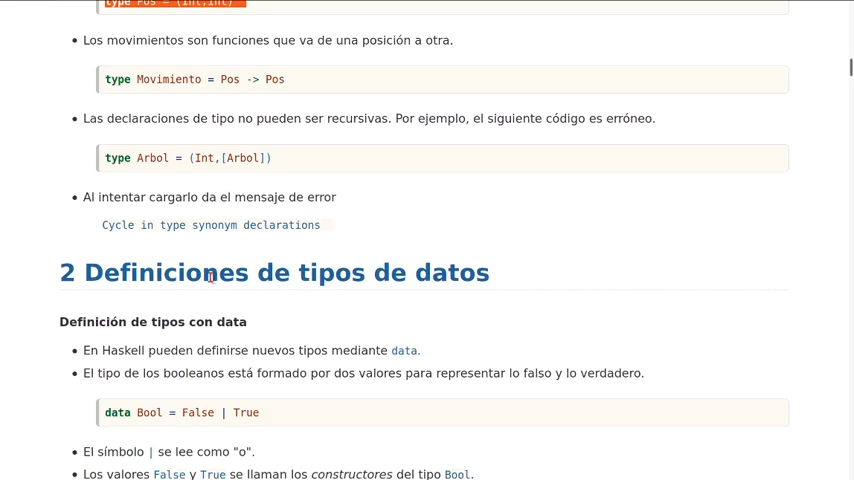 type Pos = (Int,Int)
• Los movimientos son funciones que va de una posición a otra.
type Movimiento = Pos -> Pos
• Las declaraciones de tipo no pueden ser recursivas. Por ejemplo, el siguiente código es erróneo.
type Arbol = (Int,[Arbol])
• Al intentar cargarlo da el mensaje de error
Cycle in type synonym declarations
2 Definiciones de tipos de datos
Definición de tipos con data
• En Haskell pueden definirse nuevos tipos mediante data.
• El tipo de los booleanos está formado por dos valores para representar lo falso y lo verdadero.
data Bool = False | True
• El símbolo | se lee como "o".
• Los valores False y True se llaman los constructores del tipo Bool.